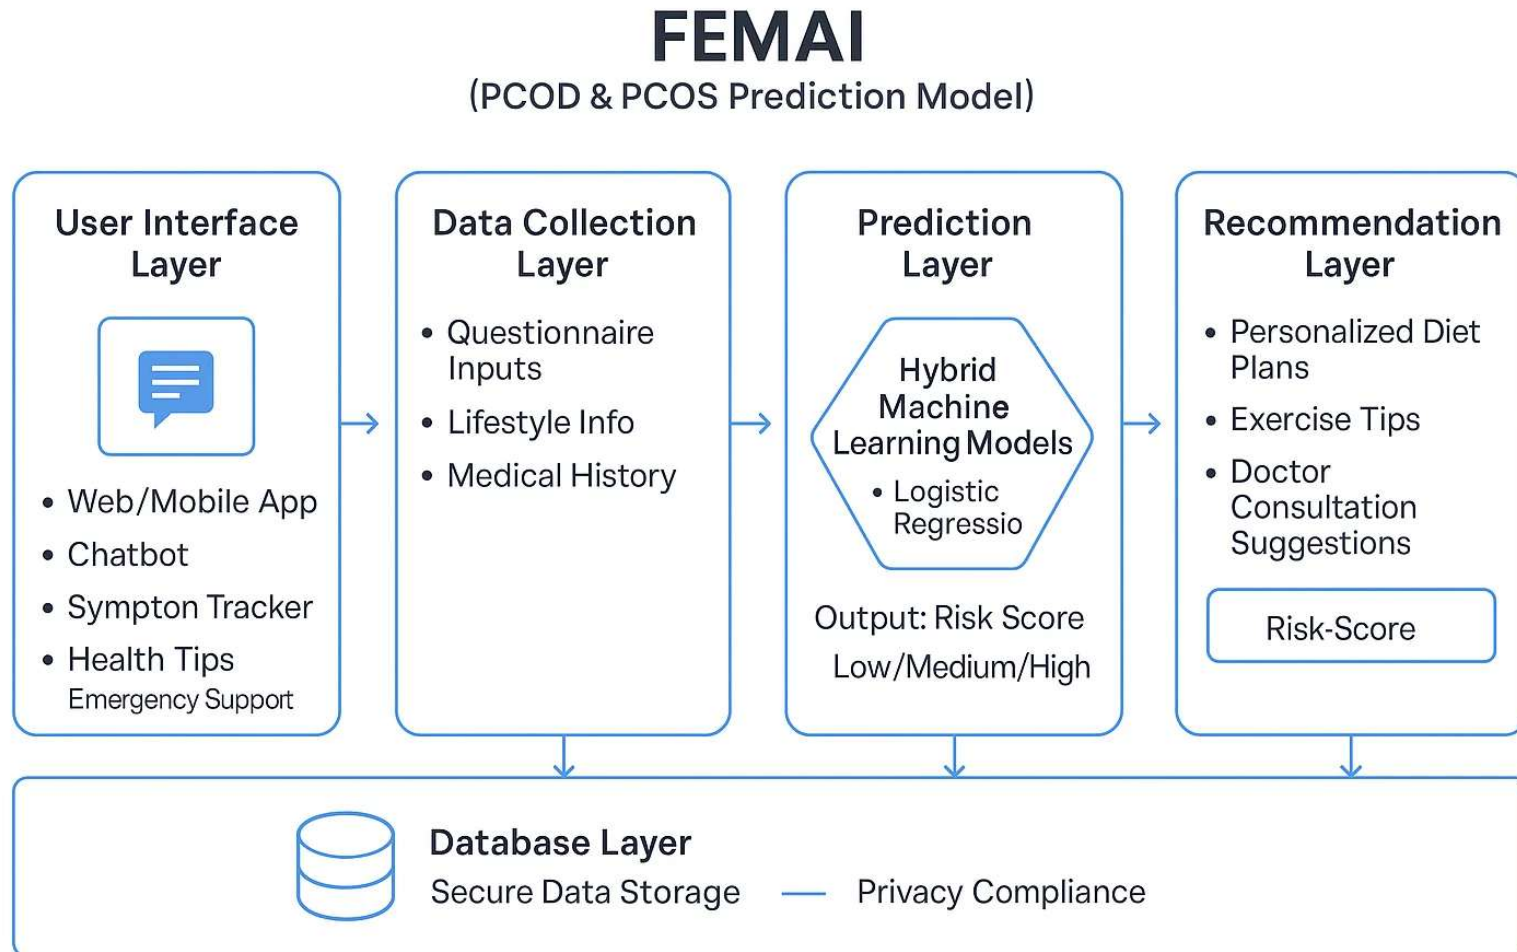 FEMAI
(PCOD & PCOS Prediction Model)
User Interface
Layer
• Web/Mobile App
• Chatbot
• Sympton Tracker
• Health Tips
Emergency Support
Data Collection
Layer
• Questionnaire
Inputs
• Lifestyle Info
• Medical History
Prediction
Layer
Hybrid
Machine
Learning Models
• Logistic
Regressio
Output: Risk Score
Low/Medium/High
Recommendation
Layer
• Personalized Diet
Plans
• Exercise Tips
• Doctor
Consultation
Suggestions
Risk-Score
Database Layer
Secure Data Storage — Privacy Compliance